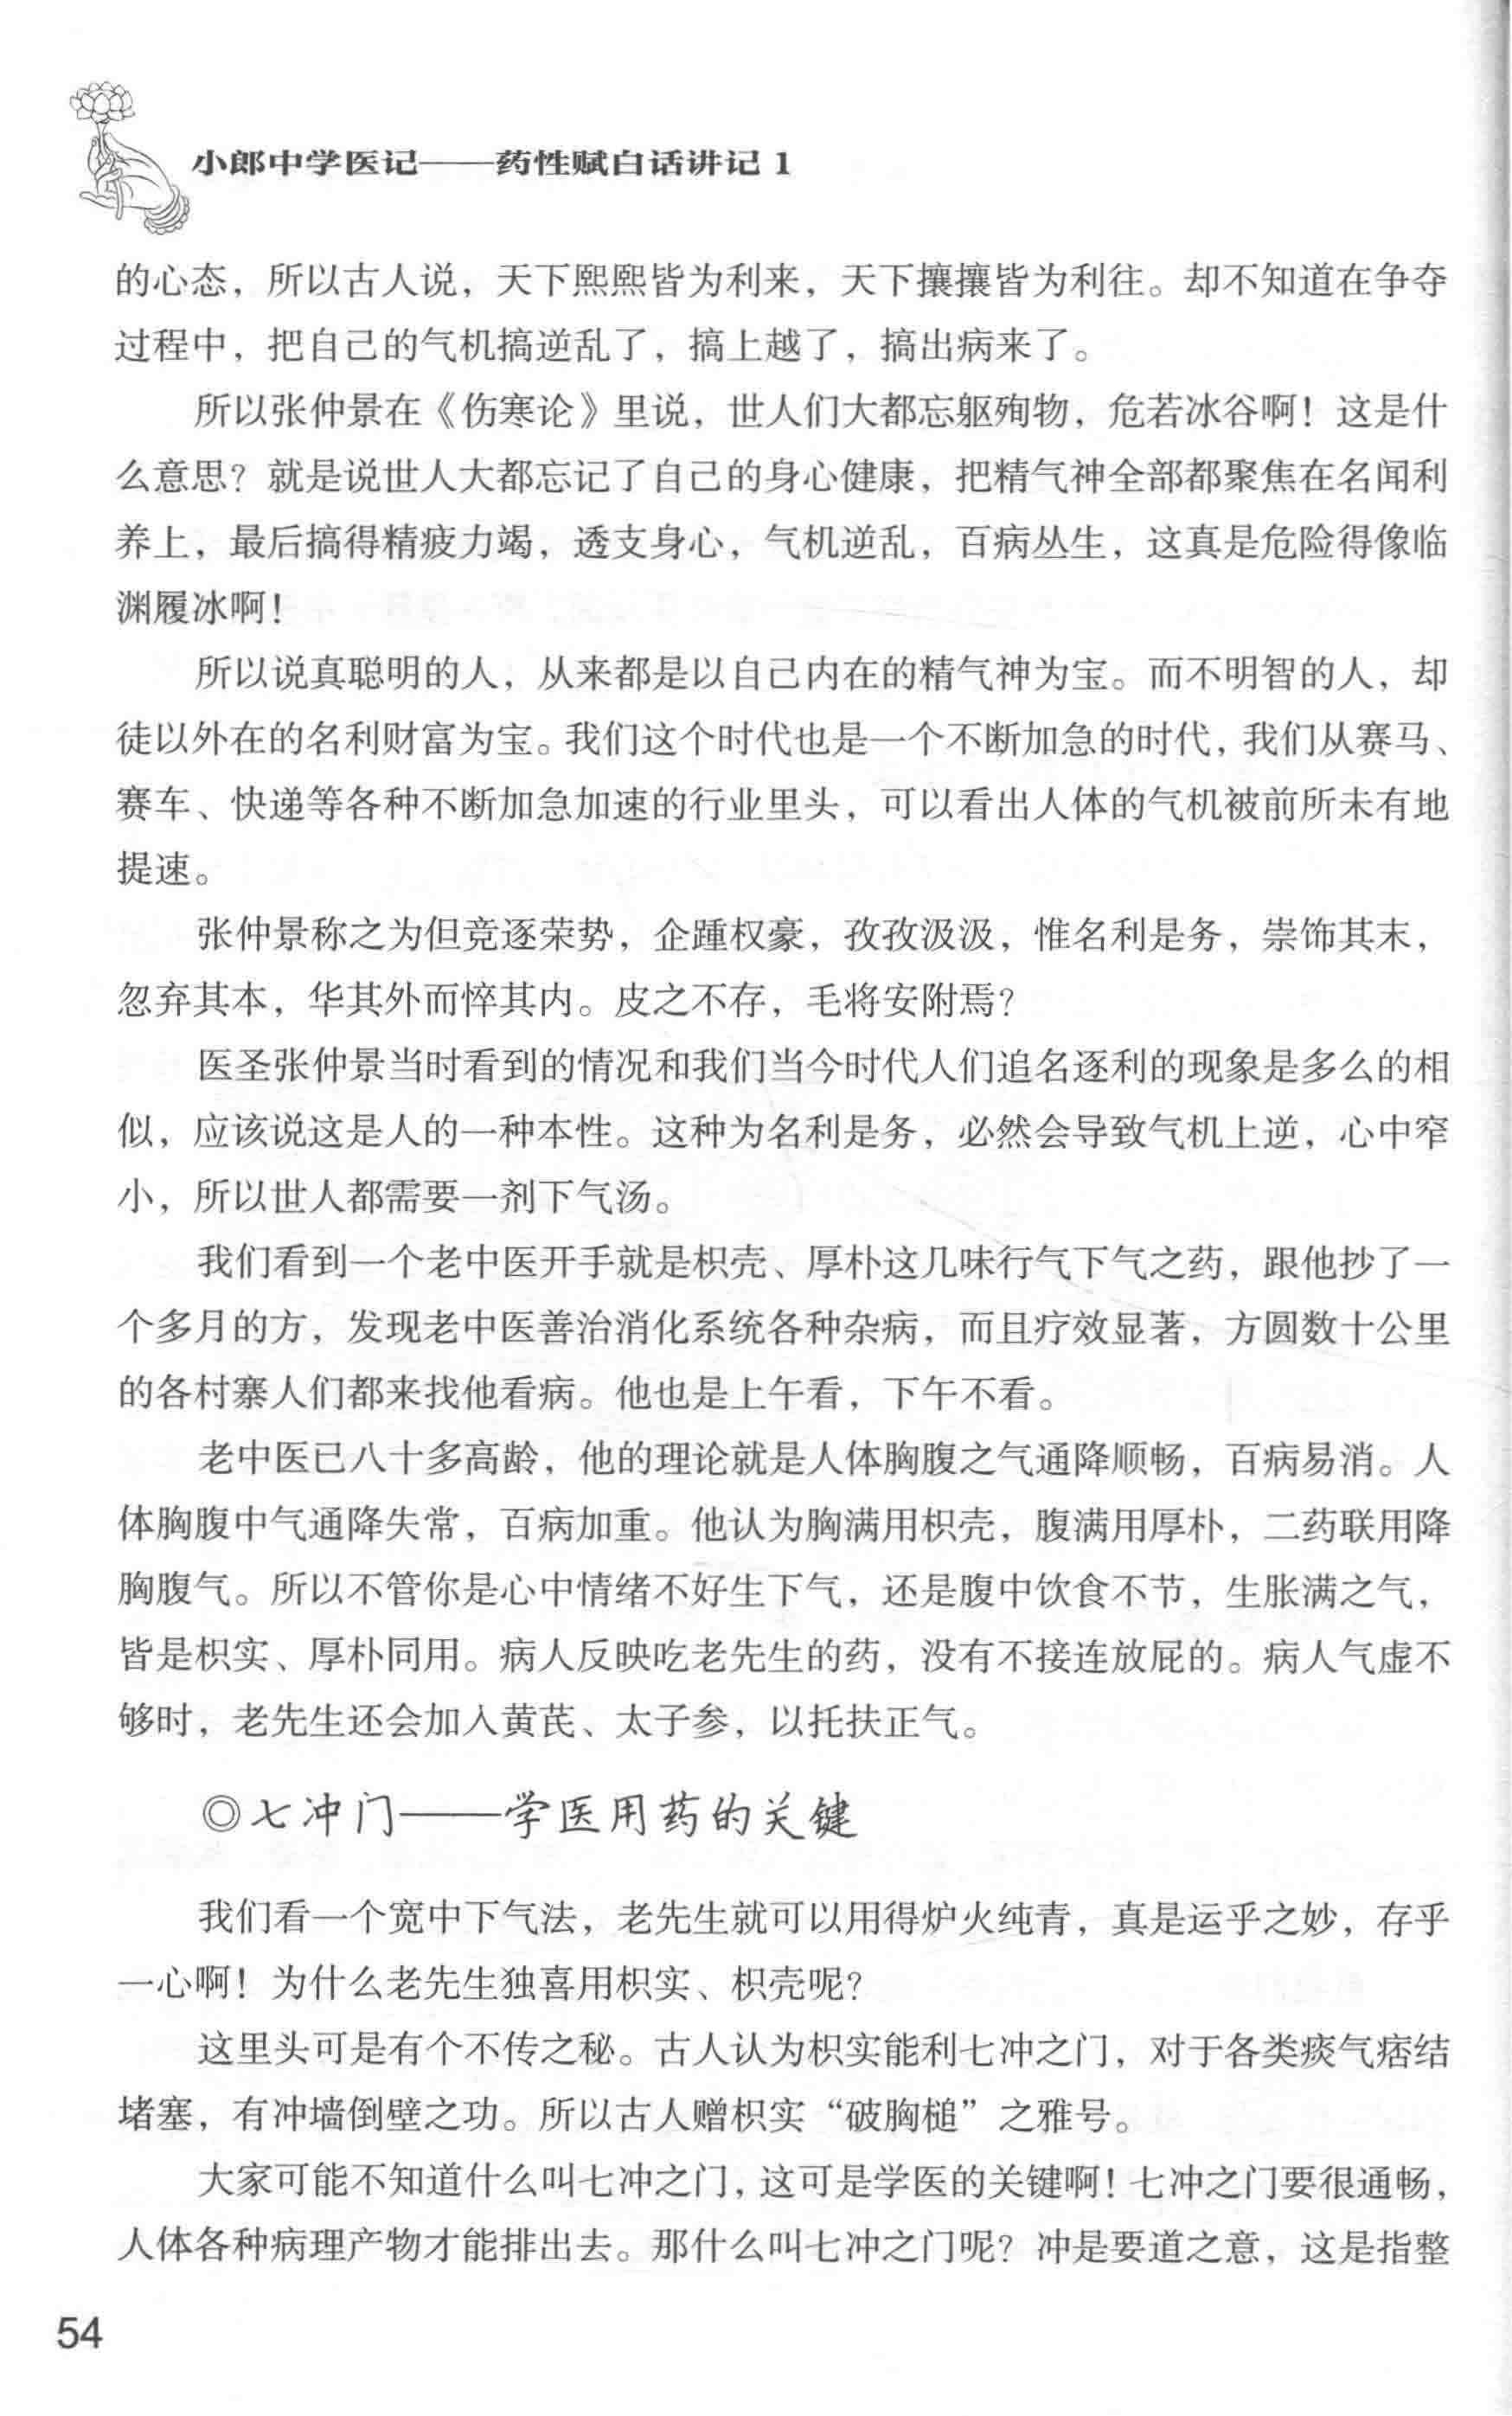 小郎中学医记——药性赋白话讲记 1
的心态，所以古人说，天下熙熙皆为利来，天下攘攘皆为利往。却不知道在争夺
过程中，把自己的气机搞逆乱了，搞上越了，搞出病来了。
所以张仲景在《伤寒论》里说，世人们大都忘躯殉物，危若冰谷啊！这是什
么意思？就是说世人大都忘记了自己的身心健康，把精气神全部都聚焦在名闻利
养上，最后搞得精疲力竭，透支身心，气机逆乱，百病丛生，这真是危险得像临
渊履冰啊！
所以说真聪明的人，从来都是以自己内在的精气神为宝。而不明智的人，却
徒以外在的名利财富为宝。我们这个时代也是一个不断加急的时代，我们从赛马、
赛车、快递等各种不断加急加速的行业里头，可以看出人体的气机被前所未有地
提速。
张仲景称之为但竞逐荣势，企踵权豪，孜孜汲汲，惟名利是务，崇饰其末，
忽弃其本，华其外而悴其内。皮之不存，毛将安附焉？
医圣张仲景当时看到的情况和我们当今时代人们追名逐利的现象是多么的相
似，应该说这是人的一种本性。这种为名利是务，必然会导致气机上逆，心中窄
小，所以世人都需要一剂下气汤。
我们看到一个老中医开手就是枳壳、厚朴这几味行气下气之药，跟他抄了一
个多月的方，发现老中医善治消化系统各种杂病，而且疗效显著，方圆数十公里
的各村寨人们都来找他看病。他也是上午看，下午不看。
老中医已八十多高龄，他的理论就是人体胸腹之气通降顺畅，百病易消。人
体胸腹中气通降失常，百病加重。他认为胸满用枳壳，腹满用厚朴，二药联用降
胸腹气。所以不管你是心中情绪不好生下气，还是腹中饮食不节，生胀满之气，
皆是枳实、厚朴同用。病人反映吃老先生的药，没有不接连放屁的。病人气虚不
够时，老先生还会加入黄芪、太子参，以托扶正气。
◎七冲门——学医用药的关键
我们看一个宽中下气法，老先生就可以用得炉火纯青，真是运乎之妙，存乎
一心啊！为什么老先生独喜用枳实、枳壳呢？
这里头可是有个不传之秘。古人认为枳实能利七冲之门，对于各类痰气痞结
堵塞，有冲墙倒壁之功。所以古人赠枳实“破胸槌”之雅号。
大家可能不知道什么叫七冲之门，这可是学医的关键啊！七冲之门要很通畅，
人体各种病理产物才能排出去。那什么叫七冲之门呢？冲是要道之意，这是指整
54